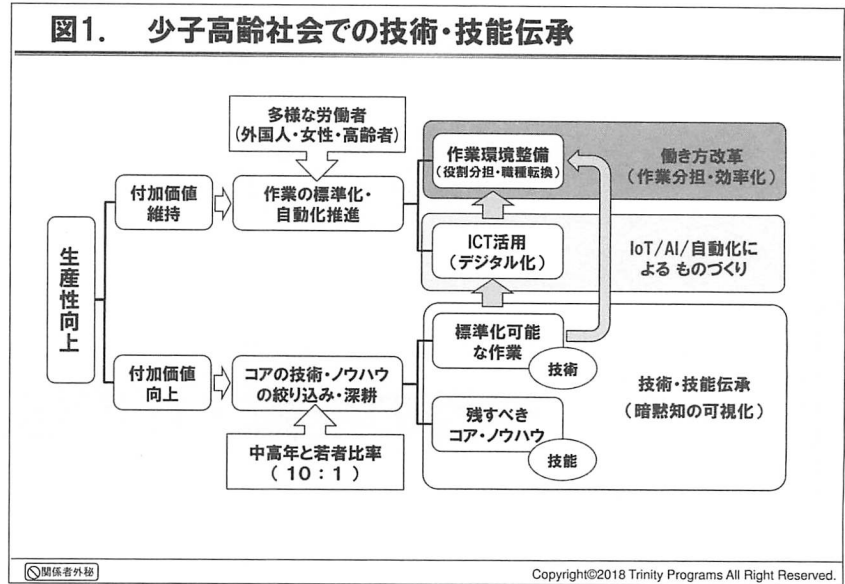 図1. 少子高齢社会での技術・技能伝承
多様な労働者
(外国人・女性・高齢者)
作業環境整備
(役割分担・職種転換)
働き方改革
(作業分担・効率化)
付加価値
維持
作業の標準化・
自動化推進
ICT活用
(デジタル化)
IoT/AI/自動化に
よる ものづくり
生産性向上
標準化可能
な作業
技術
付加価値
向上
コアの技術・ノウハウ
の絞り込み・深耕
技術・技能伝承
(暗黙知の可視化)
残すべき
コア・ノウハウ
技能
中高年と若者比率
(10:1)
関係者外秘
Copyright©2018 Trinity Programs All Right Reserved.